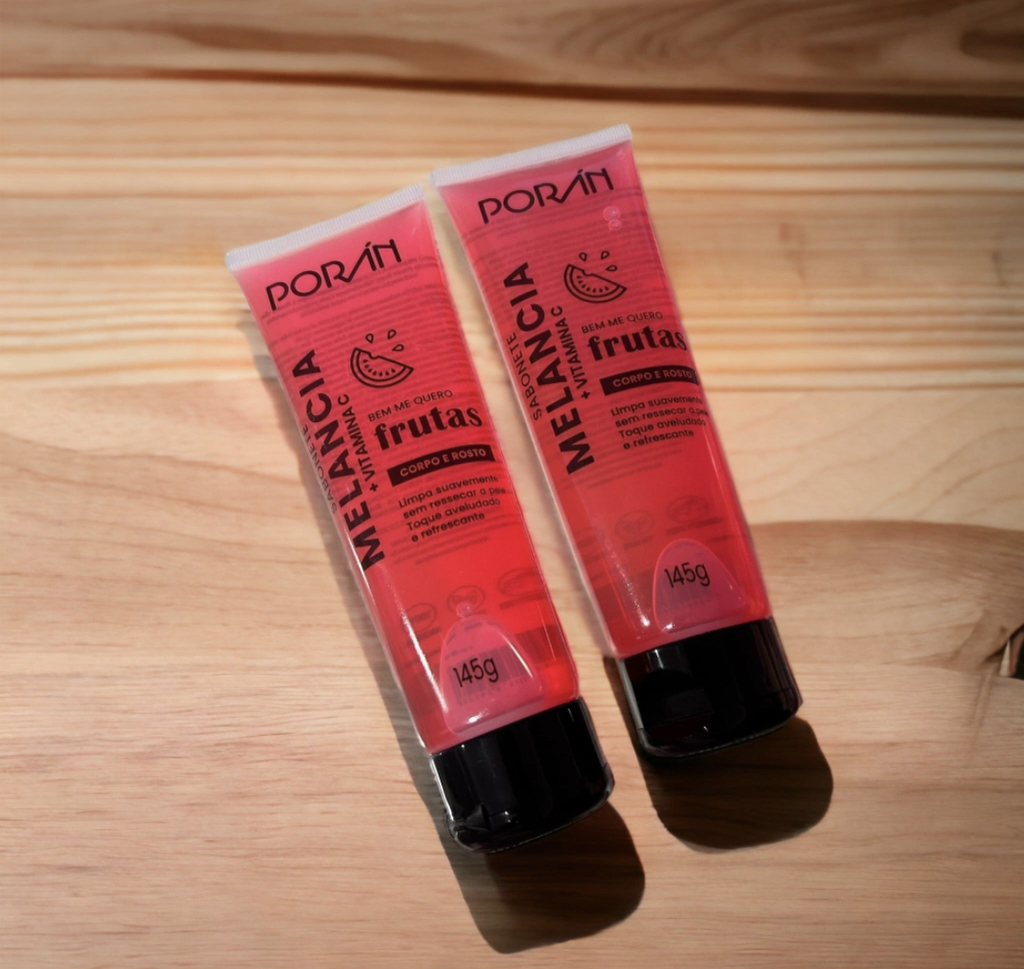 PORÁN
SABONETE
MELANCIA
+ VITAMINA C
BEM ME QUERO
frutas
CORPO E ROSTO
Limpa suavemente
sem ressecar a pele
Toque aveludado
e refrescante
145g
PORÁN
SABONETE
MELANCIA
+ VITAMINA C
BEM ME QUERO
frutas
CORPO E ROSTO
Limpa suavemente
sem ressecar a pele
Toque aveludado
e refrescante
145g